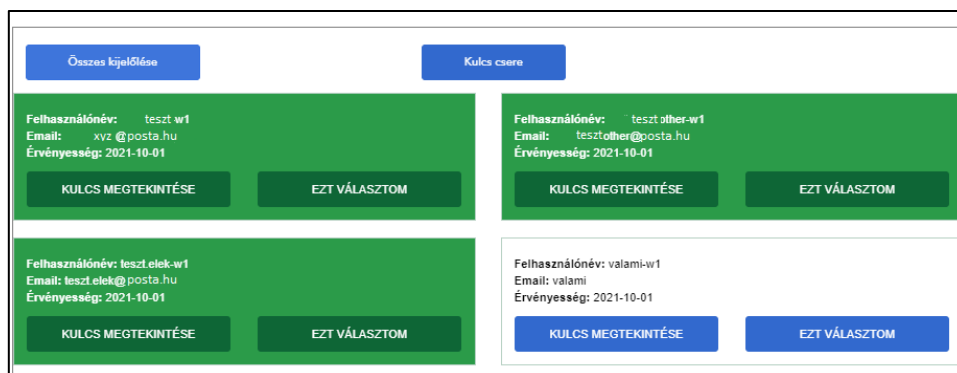 Összes kijelőlése
Kulcs csere
Felhasználónév: teszt-w1
Email: xyz @posta.hu
Érvényesség: 2021-10-01
KULCS MEGTEKINTÉSE
EZT VÁLASZTOM
Felhasználónév: teszt other-w1
Email: tesztother@posta.hu
Érvényesség: 2021-10-01
KULCS MEGTEKINTÉSE
EZT VÁLASZTOM
Felhasználónév: teszt.elek-w1
Email: teszt.elek@posta.hu
Érvényesség: 2021-10-01
KULCS MEGTEKINTÉSE
EZT VÁLASZTOM
Felhasználónév: valami-w1
Email: valami
Érvényesség: 2021-10-01
KULCS MEGTEKINTÉSE
EZT VÁLASZTOM